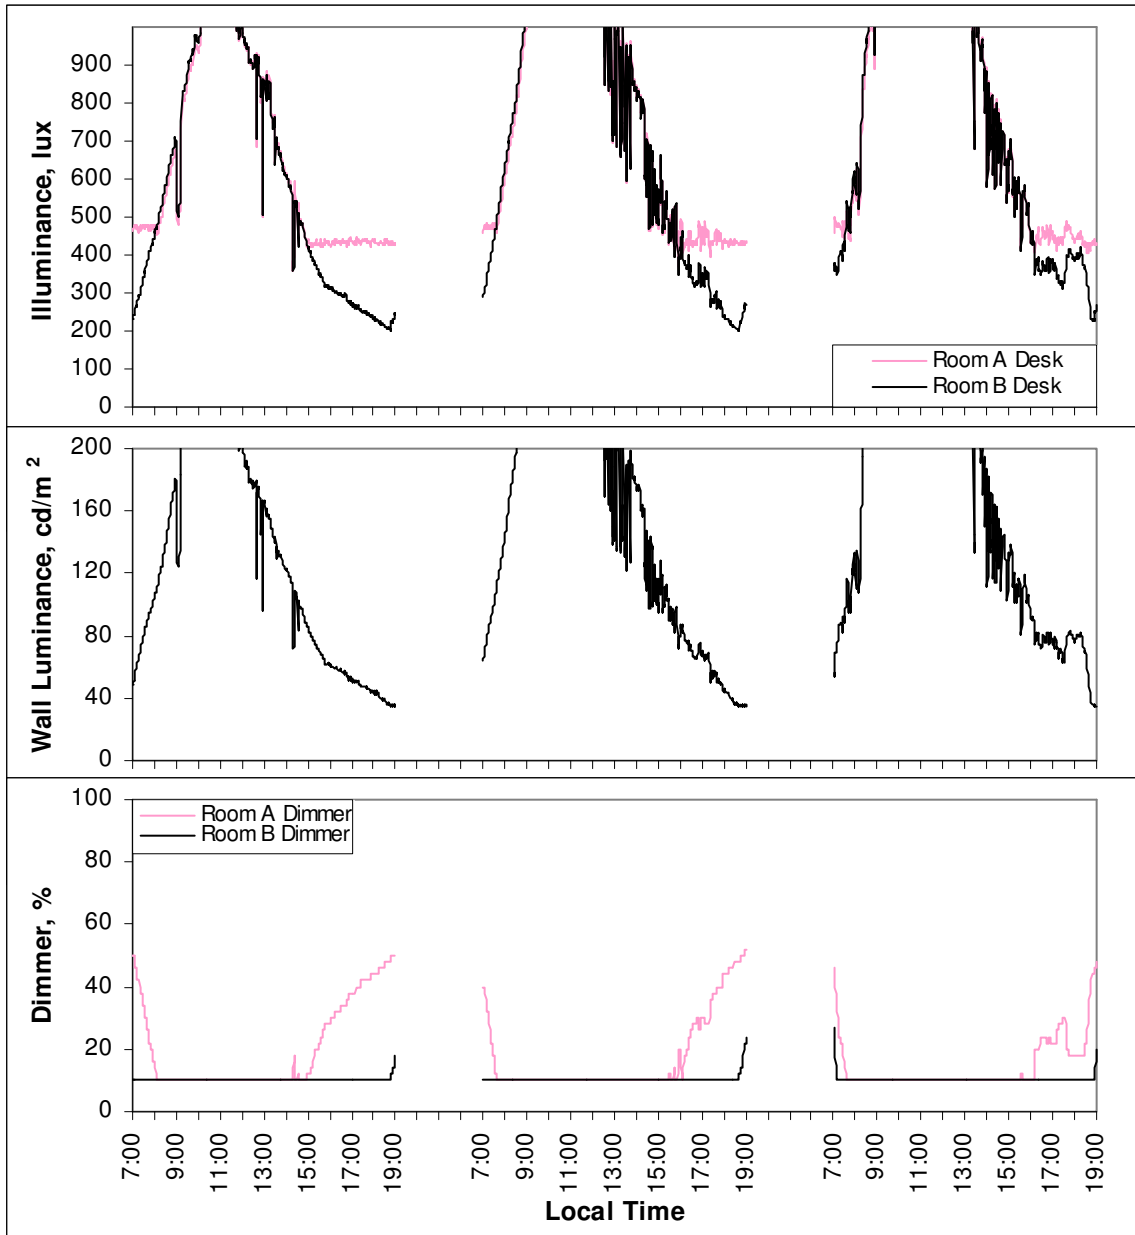 Illuminance, lux
900
800
700
600
500
400
300
200
100
0
Room A Desk
Room B Desk
Wall Luminance, cd/m²
200
160
120
80
40
0
Dimmer, %
100
80
60
40
20
0
Room A Dimmer
Room B Dimmer
7:00 9:00 11:00 13:00 15:00 17:00 19:00 7:00 9:00 11:00 13:00 15:00 17:00 19:00 7:00 9:00 11:00 13:00 15:00 17:00 19:00
Local Time